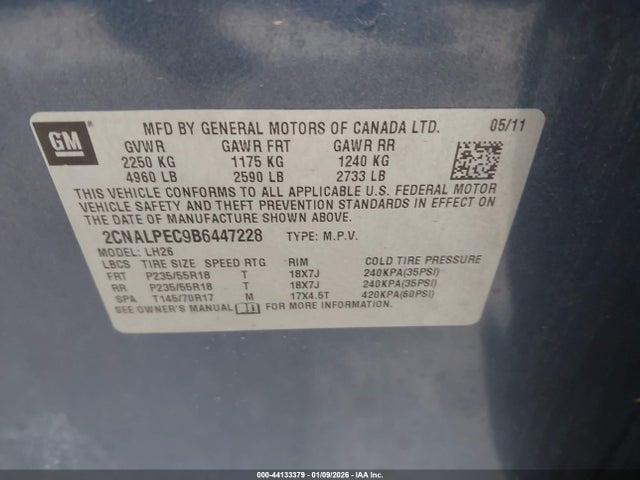 GM
MFD BY GENERAL MOTORS OF CANADA LTD. 05/11
GVWR GAWR FRT GAWR RR
2250 KG 1175 KG 1240 KG
4960 LB 2590 LB 2733 LB
THIS VEHICLE CONFORMS TO ALL APPLICABLE U.S. FEDERAL MOTOR
VEHICLE SAFETY AND THEFT PREVENTION STANDARDS IN EFFECT ON
THE DATE OF MANUFACTURE SHOWN ABOVE.
2CNALPEC9B6447228 TYPE: M.P.V.
MODEL: LH26
LBCS TIRE SIZE SPEED RTG RIM COLD TIRE PRESSURE
FRT P235/55R18 T 18X7J 240KPA(35PSI)
RR P235/55R18 T 18X7J 240KPA(35PSI)
SPA T145/70R17 M 17X4.5T 420KPA(60PSI)
SEE OWNER'S MANUAL FOR MORE INFORMATION.
000-44133379 - 01/09/2026 - IAA Inc.